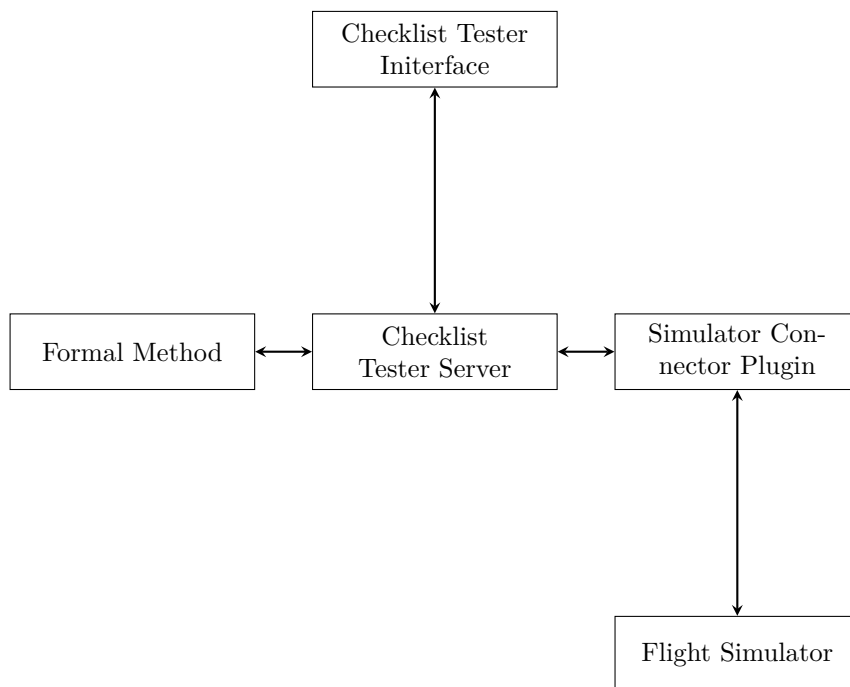 Checklist Tester
Initerface
Formal Method
Checklist
Tester Server
Simulator Con-
nector Plugin
Flight Simulator